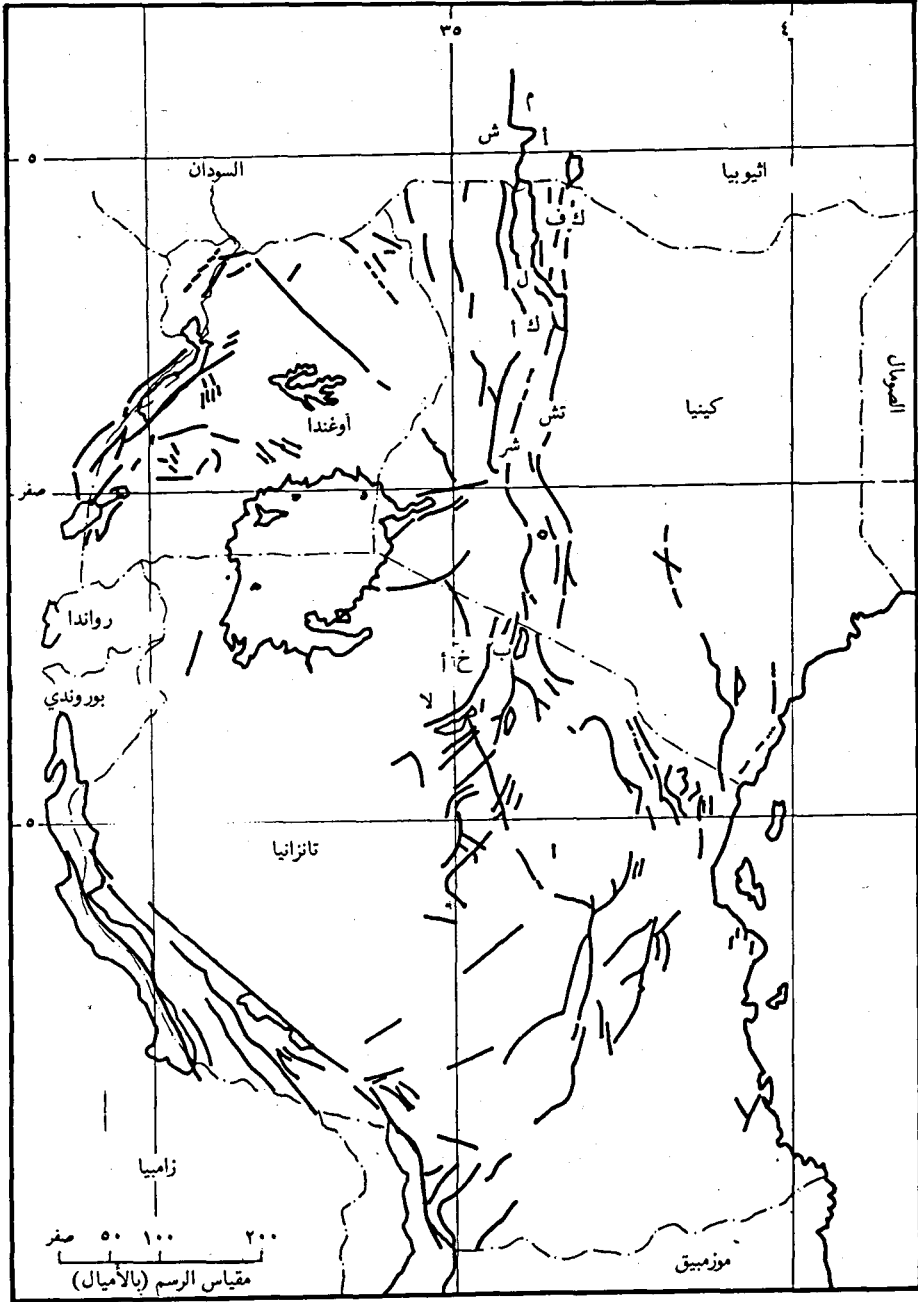 ٣٥ ٤
م
ش أ
٥
السودان
اثيوبيا
ك ف
ل
ك أ
الصومال
أوغندا
كينيا
تش
شر
صفر
أ
رواندا
ب
خ
أ أ
لا
بوروندي
٥
تانزانيا
أ
زامبيا
موزمبيق
صفر ٥٠ ١٠٠ ٢٠٠
مقياس الرسم (بالأميال)